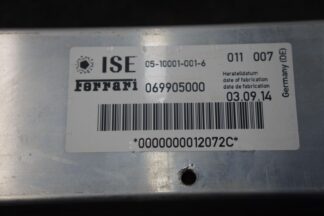 ISE 05-10001-001-6 011 007
Ferrari 069905000
Herstelldatum
date of fabrication
date de fabrication
03.09.14
Germany (DE)
*0000000012072C*